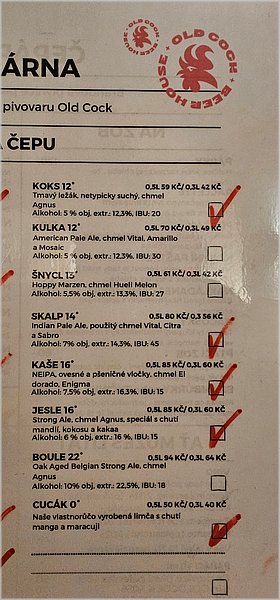 OLD COCK
BEER HOUSE
OLD COCK
BEER HOUSE
ÁRNA
pivovaru Old Cock
ČEPU
KOKS 12° 0,5L 59 KČ/ 0,3L 42 KČ
Tmavý ležák, netypicky suchý, chmel
Agnus
Alkohol: 5 % obj, extr.: 12,3%, IBU: 20
KULKA 12° 0,5L 70 KČ/ 0,3L 49 KČ
American Pale Ale, chmel Vital, Amarillo
a Mosaic
Alkohol: 5 % obj, extr.: 12,3%, IBU: 30
ŠNYCL 13° 0,5L 61 KČ/ 0,3L 42 KČ
Hoppy Marzen, chmel Huell Melon
Alkohol: 5,5% obj, extr.: 13,3%, IBU: 27
SKALP 14° 0,5L 80 KČ/ 0,3 56 KČ
Indian Pale Ale, použitý chmel Vital, Citra
a Sabro
Alkohol: 7% obj, extr.: 14,3%, IBU: 45
KAŠE 16° 0,5L 85 KČ/ 0,3L 60 KČ
NEIPA, ovesné a pšeničné vločky, chmel El
dorado, Enigma
Alkohol: 7,5% obj, extr.: 16,3%, IBU: 15
JESLE 16° 0,5L 85 KČ/ 0,3L 60 KČ
Strong Ale, chmel Agnus, speciál s chutí
mandlí, kokosu a kakaa
Alkohol: 6 % obj, extr.: 16 %, IBU: 15
BOULE 22° 0,5L 94 KČ/ 0,3L 64 KČ
Oak Aged Belgian Strong Ale, chmel
Agnus
Alkohol: 10% obj, extr.: 22,5%, IBU: 18
CUCÁK 0° 0,5L 50 KČ/ 0,3L 40 KČ
Naše vlastnorůčo vyrobená limča s chutí
manga a maracuji